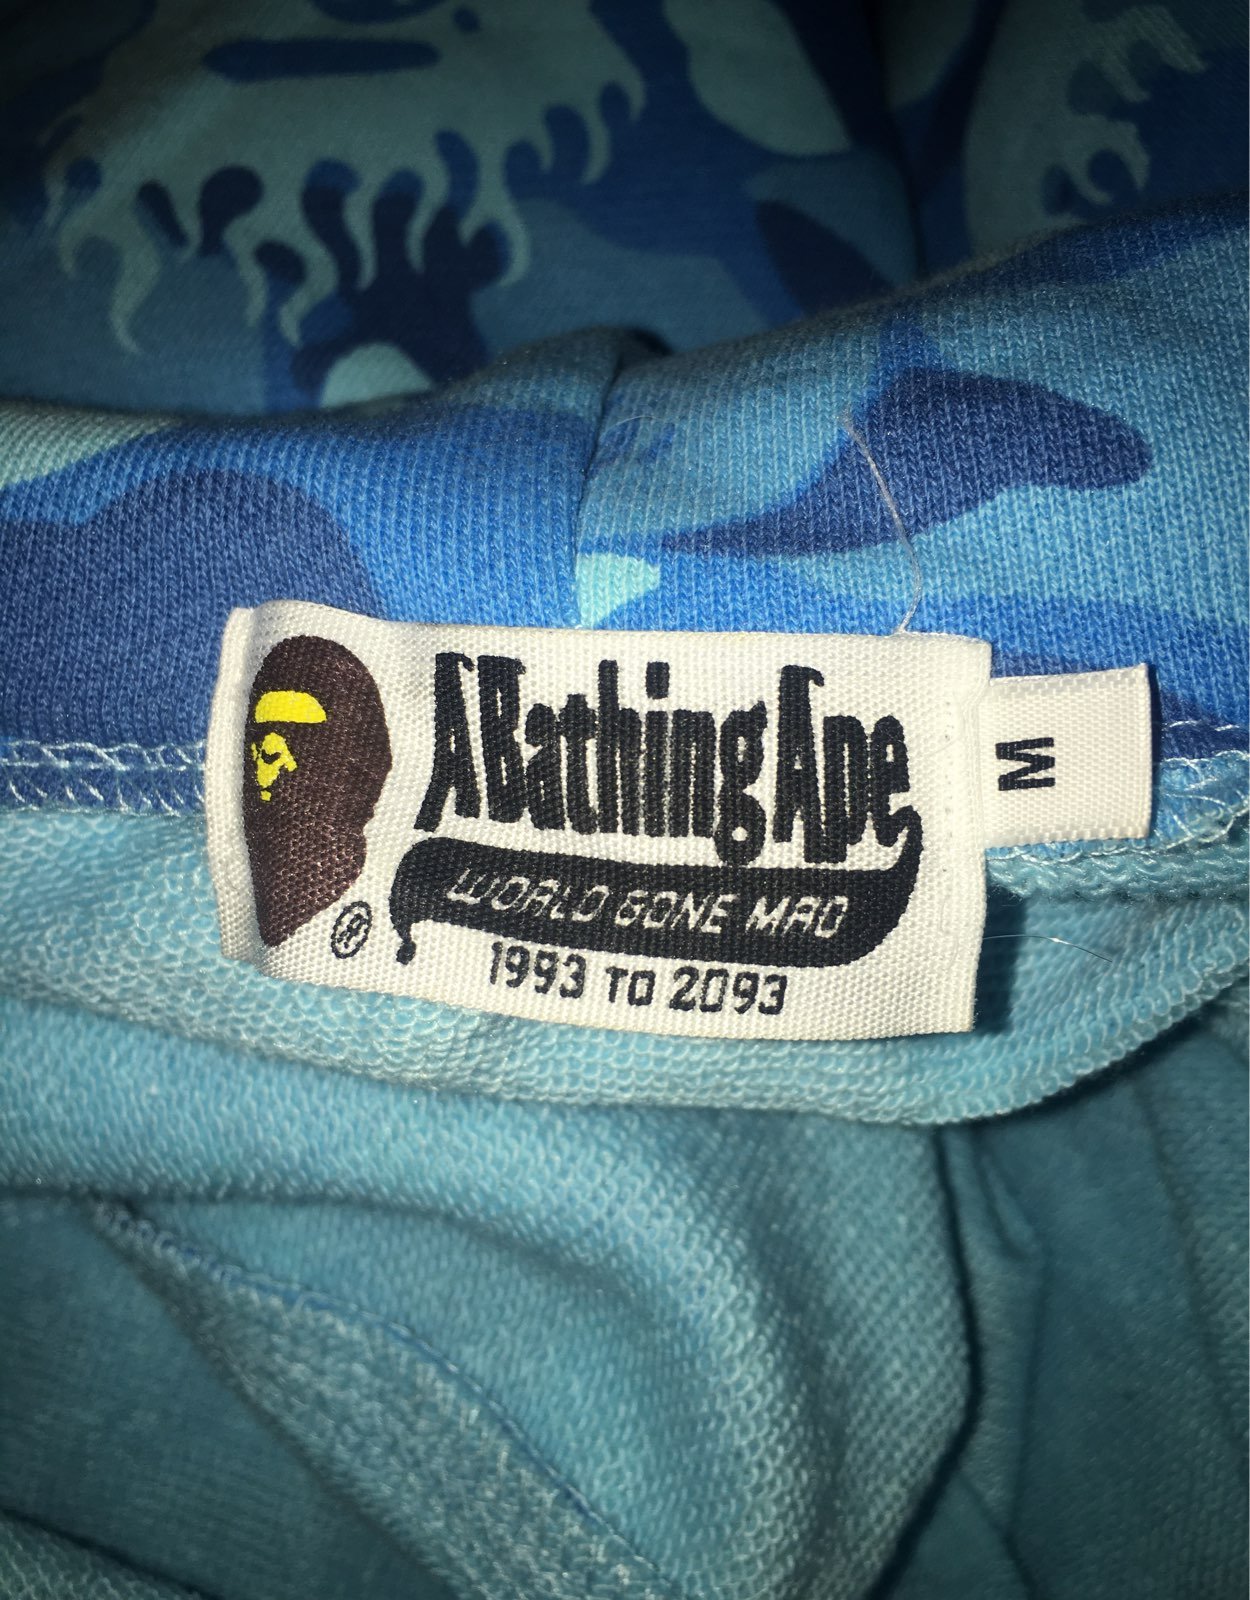 A Bathing Ape
WORLD GONE MAD
1993 TO 2093
®
M